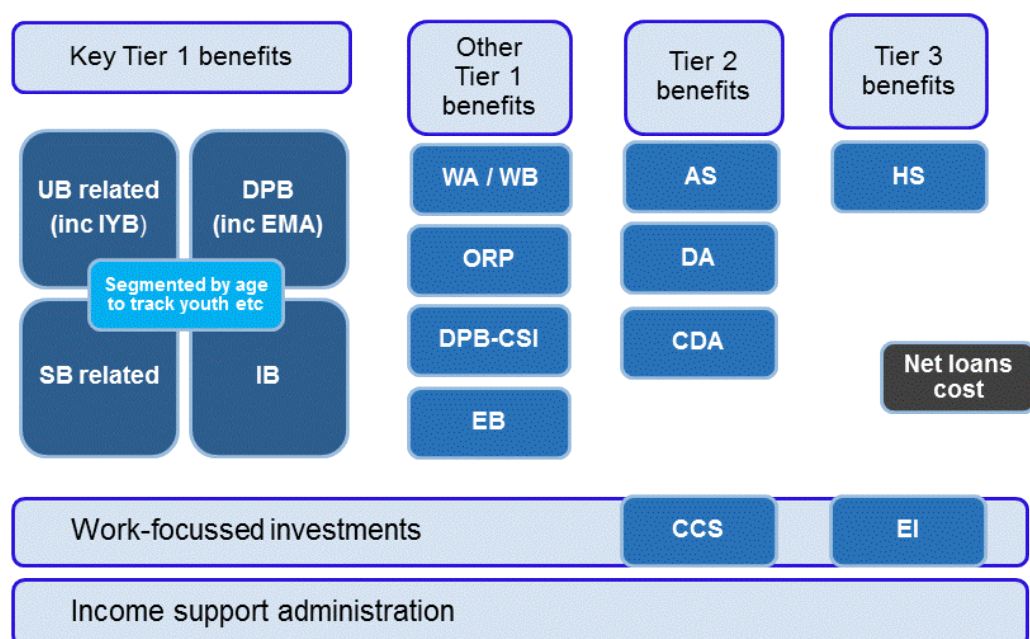 Key Tier 1 benefits
Other
Tier 1
benefits
Tier 2
benefits
Tier 3
benefits
UB related
(inc IYB)
DPB
(inc EMA)
Segmented by age
to track youth etc
SB related
IB
WA / WB
ORP
DPB-CSI
EB
AS
DA
CDA
HS
Net loans
cost
Work-focussed investments
CCS
EI
Income support administration